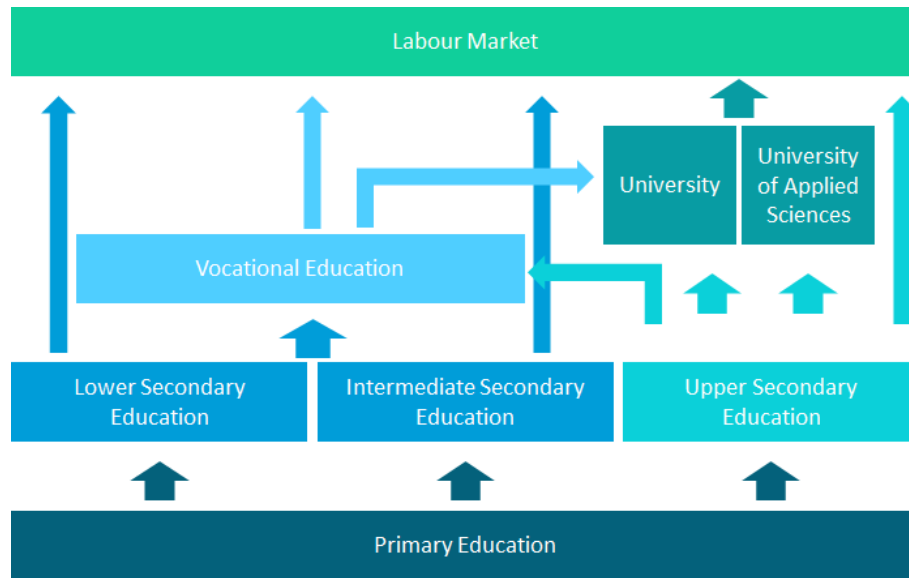 Labour Market
University
University
of Applied
Sciences
Vocational Education
Lower Secondary
Education
Intermediate Secondary
Education
Upper Secondary
Education
Primary Education